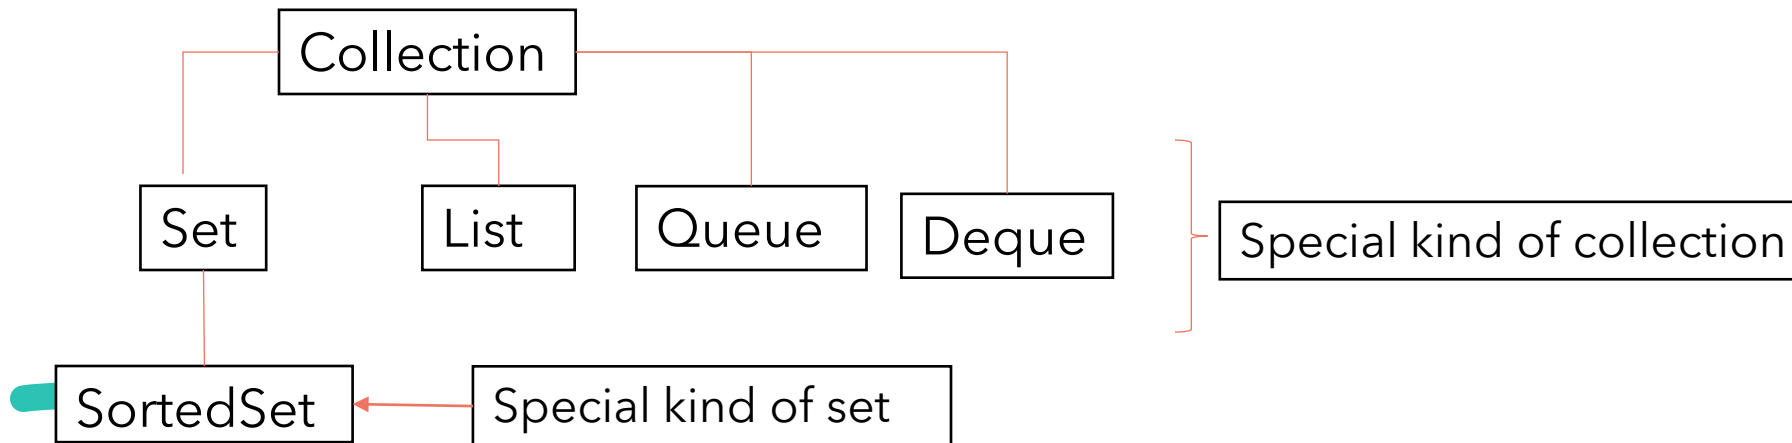 Collection
Set
List
Queue
Deque
Special kind of collection
SortedSet
Special kind of set